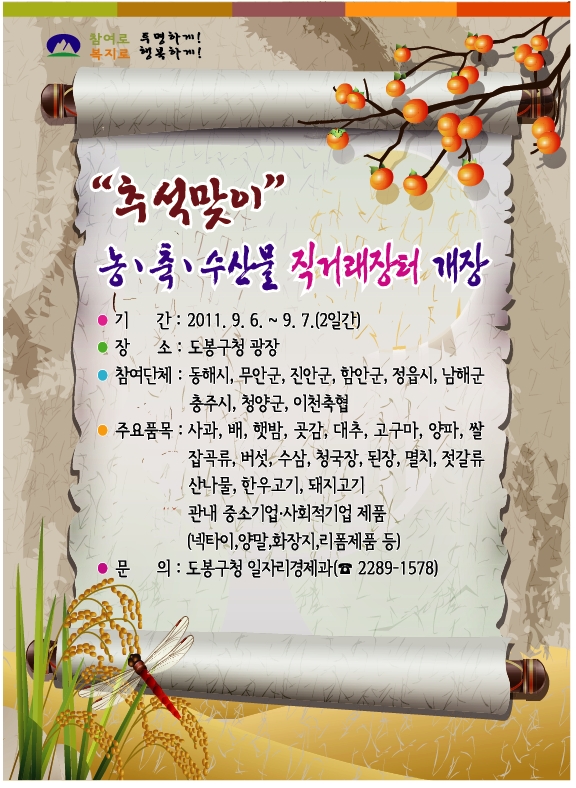 참여로 투명하게!
복지로 행복하게!
“추석맞이”
농、축、수산물 직거래장터 개장
● 기 간 : 2011. 9. 6. ~ 9. 7.(2일간)
● 장 소 : 도봉구청 광장
● 참여단체 : 동해시, 무안군, 진안군, 함안군, 정읍시, 남해군
충주시, 청양군, 이천축협
● 주요품목 : 사과, 배, 햇밤, 곶감, 대추, 고구마, 양파, 쌀
잡곡류, 버섯, 수삼, 청국장, 된장, 멸치, 젓갈류
산나물, 한우고기, 돼지고기
관내 중소기업·사회적기업 제품
(넥타이,양말,화장지,리폼제품 등)
● 문 의 : 도봉구청 일자리경제과(☎ 2289-1578)